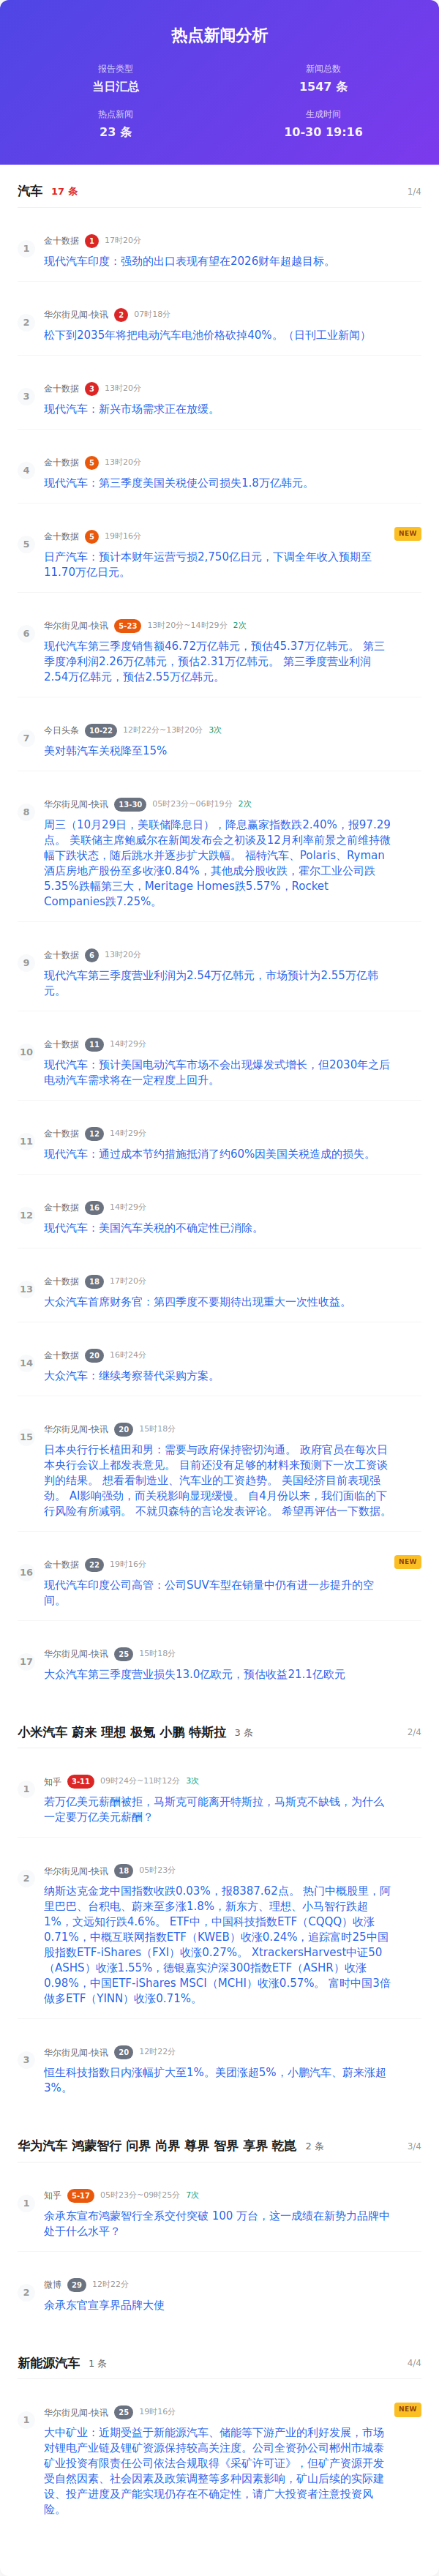 热点新闻分析
报告类型
当日汇总
新闻总数
1547 条
热点新闻
23 条
生成时间
10-30 19:16
汽车 17 条 1/4
1
金十数据 1 17时20分
现代汽车印度：强劲的出口表现有望在2026财年超越目标。
2
华尔街见闻-快讯 2 07时18分
松下到2035年将把电动汽车电池价格砍掉40%。（日刊工业新闻）
3
金十数据 3 13时20分
现代汽车：新兴市场需求正在放缓。
4
金十数据 5 13时20分
现代汽车：第三季度美国关税使公司损失1.8万亿韩元。
5
金十数据 5 19时16分 NEW
日产汽车：预计本财年运营亏损2,750亿日元，下调全年收入预期至
11.70万亿日元。
6
华尔街见闻-快讯 5-23 13时20分~14时29分 2次
现代汽车第三季度销售额46.72万亿韩元，预估45.37万亿韩元。 第三
季度净利润2.26万亿韩元，预估2.31万亿韩元。 第三季度营业利润
2.54万亿韩元，预估2.55万亿韩元。
7
今日头条 10-22 12时22分~13时20分 3次
美对韩汽车关税降至15%
8
华尔街见闻-快讯 13-30 05时23分~06时19分 2次
周三（10月29日，美联储降息日），降息赢家指数跌2.40%，报97.29
点。 美联储主席鲍威尔在新闻发布会之初谈及12月利率前景之前维持微
幅下跌状态，随后跳水并逐步扩大跌幅。 福特汽车、Polaris、Ryman
酒店房地产股份至多收涨0.84%，其他成分股收跌，霍尔工业公司跌
5.35%跌幅第三大，Meritage Homes跌5.57%，Rocket
Companies跌7.25%。
9
金十数据 6 13时20分
现代汽车第三季度营业利润为2.54万亿韩元，市场预计为2.55万亿韩
元。
10
金十数据 11 14时29分
现代汽车：预计美国电动汽车市场不会出现爆发式增长，但2030年之后
电动汽车需求将在一定程度上回升。
11
金十数据 12 14时29分
现代汽车：通过成本节约措施抵消了约60%因美国关税造成的损失。
12
金十数据 16 14时29分
现代汽车：美国汽车关税的不确定性已消除。
13
金十数据 18 17时20分
大众汽车首席财务官：第四季度不要期待出现重大一次性收益。
14
金十数据 20 16时24分
大众汽车：继续考察替代采购方案。
15
华尔街见闻-快讯 20 15时18分
日本央行行长植田和男：需要与政府保持密切沟通。 政府官员在每次日
本央行会议上都发表意见。 目前还没有足够的材料来预测下一次工资谈
判的结果。 想看看制造业、汽车业的工资趋势。 美国经济目前表现强
劲。 AI影响强劲，而关税影响显现缓慢。 自4月份以来，我们面临的下
行风险有所减弱。 不就贝森特的言论发表评论。 希望再评估一下数据。
16
金十数据 22 19时16分 NEW
现代汽车印度公司高管：公司SUV车型在销量中仍有进一步提升的空
间。
17
华尔街见闻-快讯 25 15时18分
大众汽车第三季度营业损失13.0亿欧元，预估收益21.1亿欧元
小米汽车 蔚来 理想 极氪 小鹏 特斯拉 3 条 2/4
1
知乎 3-11 09时24分~11时12分 3次
若万亿美元薪酬被拒，马斯克可能离开特斯拉，马斯克不缺钱，为什么
一定要万亿美元薪酬？
2
华尔街见闻-快讯 18 05时23分
纳斯达克金龙中国指数收跌0.03%，报8387.62点。 热门中概股里，阿
里巴巴、台积电、蔚来至多涨1.8%，新东方、理想、小马智行跌超
1%，文远知行跌4.6%。 ETF中，中国科技指数ETF（CQQQ）收涨
0.71%，中概互联网指数ETF（KWEB）收涨0.24%，追踪富时25中国
股指数ETF-iShares（FXI）收涨0.27%。 XtrackersHarvest中证50
（ASHS）收涨1.55%，德银嘉实沪深300指数ETF（ASHR）收涨
0.98%，中国ETF-iShares MSCI（MCHI）收涨0.57%。 富时中国3倍
做多ETF（YINN）收涨0.71%。
3
华尔街见闻-快讯 20 12时22分
恒生科技指数日内涨幅扩大至1%。美团涨超5%，小鹏汽车、蔚来涨超
3%。
华为汽车 鸿蒙智行 问界 尚界 尊界 智界 享界 乾崑 2 条 3/4
1
知乎 5-17 05时23分~09时25分 7次
余承东宣布鸿蒙智行全系交付突破 100 万台，这一成绩在新势力品牌中
处于什么水平？
2
微博 29 12时22分
余承东官宣享界品牌大使
新能源汽车 1 条 4/4
1
华尔街见闻-快讯 25 19时16分 NEW
大中矿业：近期受益于新能源汽车、储能等下游产业的利好发展，市场
对锂电产业链及锂矿资源保持较高关注度。公司全资孙公司郴州市城泰
矿业投资有限责任公司依法合规取得《采矿许可证》，但矿产资源开发
受自然因素、社会因素及政策调整等多种因素影响，矿山后续的实际建
设、投产进度及产能实现仍存在不确定性，请广大投资者注意投资风
险。